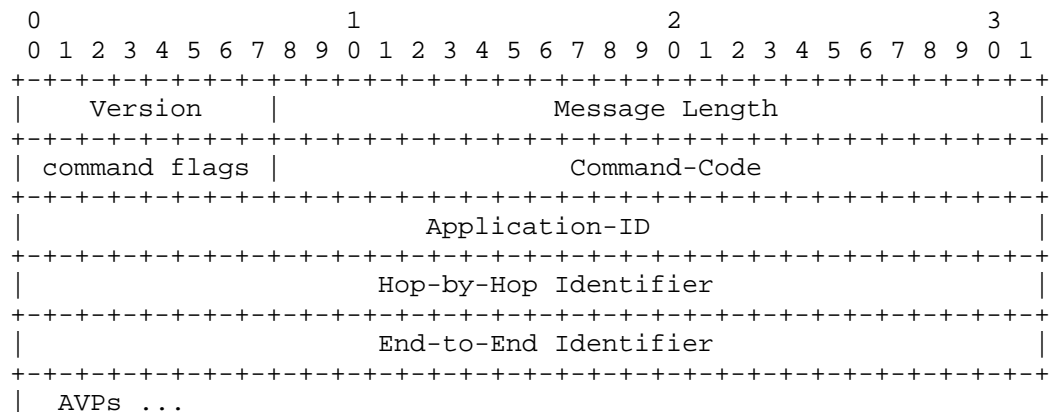 0                   1                   2                   3
 0 1 2 3 4 5 6 7 8 9 0 1 2 3 4 5 6 7 8 9 0 1 2 3 4 5 6 7 8 9 0 1
+-+-+-+-+-+-+-+-+-+-+-+-+-+-+-+-+-+-+-+-+-+-+-+-+-+-+-+-+-+-+-+-+
|    Version    |                 Message Length                |
+-+-+-+-+-+-+-+-+-+-+-+-+-+-+-+-+-+-+-+-+-+-+-+-+-+-+-+-+-+-+-+-+
| command flags |                  Command-Code                 |
+-+-+-+-+-+-+-+-+-+-+-+-+-+-+-+-+-+-+-+-+-+-+-+-+-+-+-+-+-+-+-+-+
|                         Application-ID                        |
+-+-+-+-+-+-+-+-+-+-+-+-+-+-+-+-+-+-+-+-+-+-+-+-+-+-+-+-+-+-+-+-+
|                      Hop-by-Hop Identifier                    |
+-+-+-+-+-+-+-+-+-+-+-+-+-+-+-+-+-+-+-+-+-+-+-+-+-+-+-+-+-+-+-+-+
|                      End-to-End Identifier                    |
+-+-+-+-+-+-+-+-+-+-+-+-+-+-+-+-+-+-+-+-+-+-+-+-+-+-+-+-+-+-+-+-+
|  AVPs ...